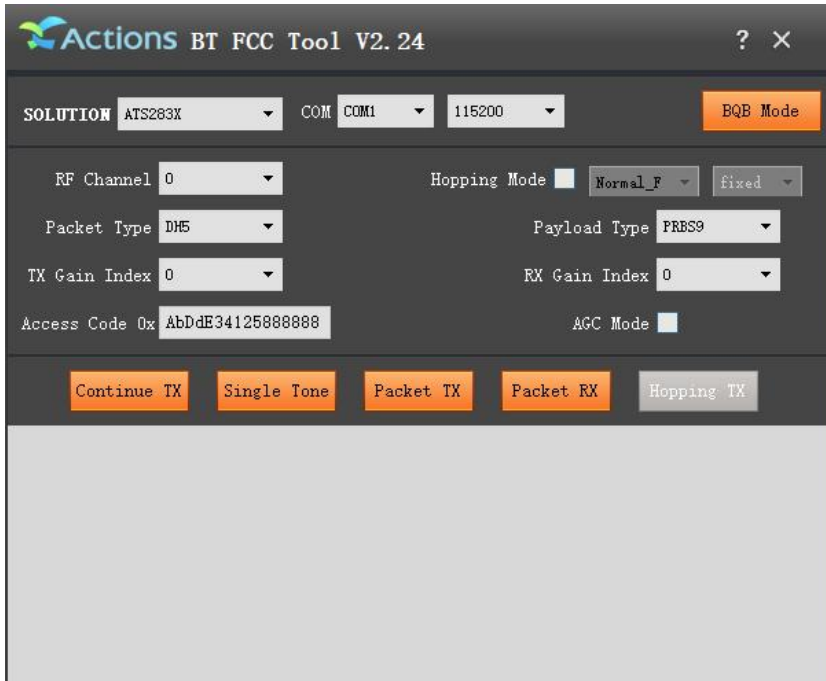 Actions BT FCC Tool V2.24 ? ×
SOLUTION ATS283X COM COM1 115200 BQB Mode
RF Channel 0 Hopping Mode Normal_F fixed
Packet Type DH5 Payload Type PRBS9
TX Gain Index 0 RX Gain Index 0
Access Code 0x AbDdE34125888888 AGC Mode
Continue TX Single Tone Packet TX Packet RX Hopping TX